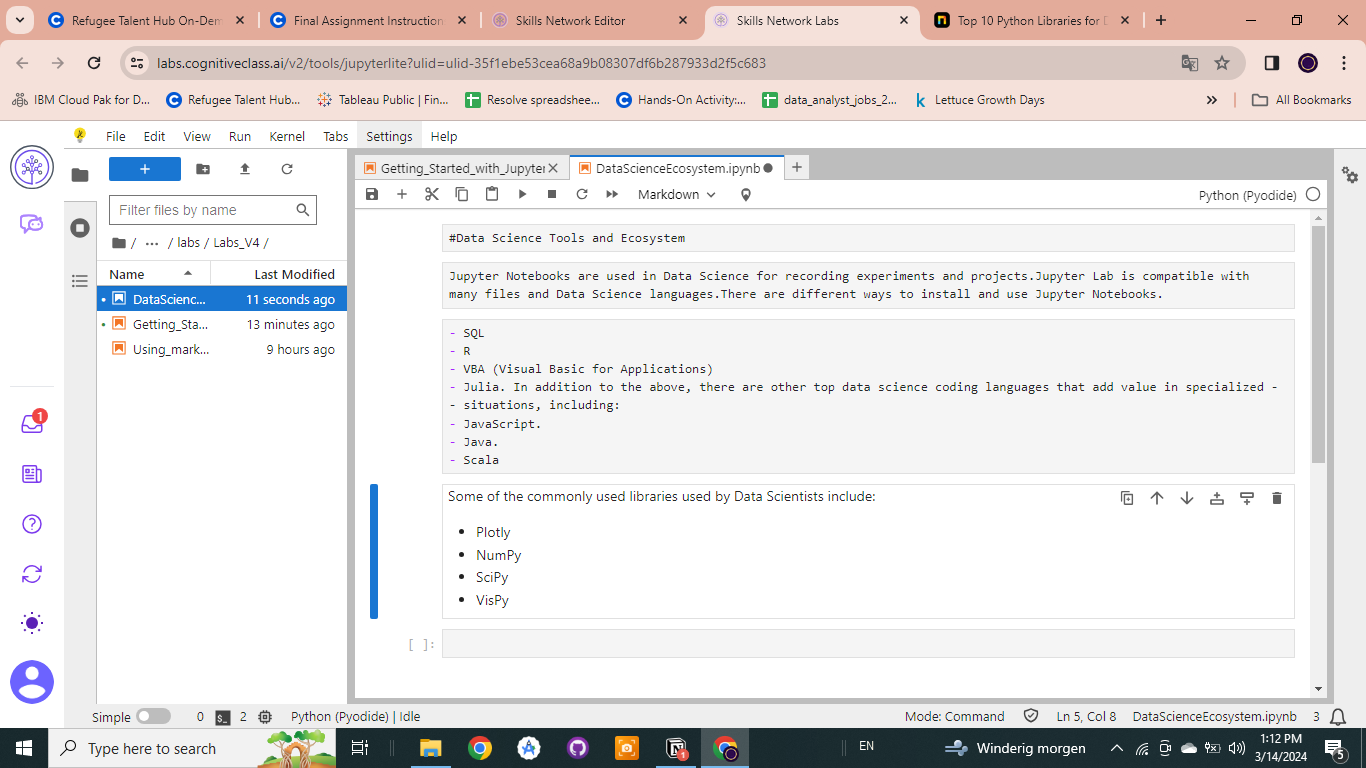 Refugee Talent Hub On-Dem
Final Assignment Instruction
Skills Network Editor
Skills Network Labs
Top 10 Python Libraries for D
labs.cognitiveclass.ai/v2/tools/jupyterlite?ulid=ulid-35f1ebe53cea68a9b08307df6b287933d2f5c683
IBM Cloud Pak for D...
Refugee Talent Hub...
Tableau Public | Fin...
Resolve spreadshee...
Hands-On Activity:...
data_analyst_jobs_2...
Lettuce Growth Days
All Bookmarks
File Edit View Run Kernel Tabs Settings Help
Filter files by name
/ ... / labs / Labs_V4 /
Name Last Modified
DataScienc... 11 seconds ago
Getting_Sta... 13 minutes ago
Using_mark... 9 hours ago
Getting_Started_with_Jupyter
DataScienceEcosystem.ipynb
Markdown
Python (Pyodide)
#Data Science Tools and Ecosystem
Jupyter Notebooks are used in Data Science for recording experiments and projects.Jupyter Lab is compatible with
many files and Data Science languages.There are different ways to install and use Jupyter Notebooks.
- SQL
- R
- VBA (Visual Basic for Applications)
- Julia. In addition to the above, there are other top data science coding languages that add value in specialized -
- situations, including:
- JavaScript.
- Java.
- Scala
Some of the commonly used libraries used by Data Scientists include:
• Plotly
• NumPy
• SciPy
• VisPy
[ ]:
1
Simple 0 2 Python (Pyodide) | Idle
Mode: Command Ln 5, Col 8 DataScienceEcosystem.ipynb 3
Type here to search
1
EN
Winderig morgen
1:12 PM
3/14/2024
5